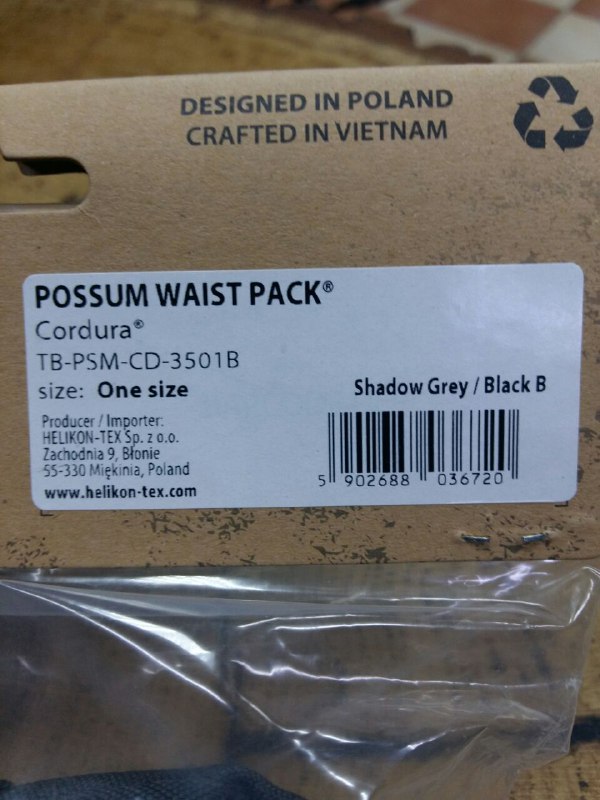 DESIGNED IN POLAND
CRAFTED IN VIETNAM
POSSUM WAIST PACK®
Cordura®
TB-PSM-CD-3501B
size: One size
Shadow Grey / Black B
Producer / Importer:
HELIKON-TEX Sp. z o.o.
Zachodnia 9, Błonie
55-330 Miękinia, Poland
www.helikon-tex.com
5 902688 036720